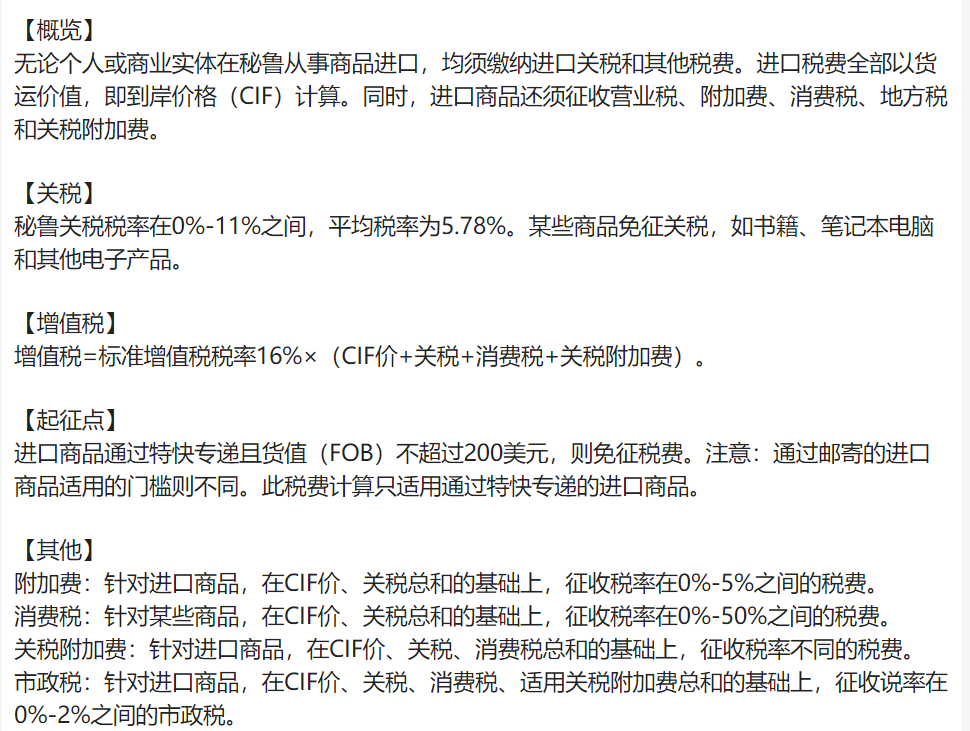 【概览】
无论个人或商业实体在秘鲁从事商品进口，均须缴纳进口关税和其他税费。进口税费全部以货
运价值，即到岸价格（CIF）计算。同时，进口商品还须征收营业税、附加费、消费税、地方税
和关税附加费。
【关税】
秘鲁关税税率在0%-11%之间，平均税率为5.78%。某些商品免征关税，如书籍、笔记本电脑
和其他电子产品。
【增值税】
增值税=标准增值税税率16%×（CIF价+关税+消费税+关税附加费）。
【起征点】
进口商品通过特快专递且货值（FOB）不超过200美元，则免征税费。注意：通过邮寄的进口
商品适用的门槛则不同。此税费计算只适用通过特快专递的进口商品。
【其他】
附加费：针对进口商品，在CIF价、关税总和的基础上，征收税率在0%-5%之间的税费。
消费税：针对某些商品，在CIF价、关税总和的基础上，征收税率在0%-50%之间的税费。
关税附加费：针对进口商品，在CIF价、关税、消费税总和的基础上，征收税率不同的税费。
市政税：针对进口商品，在CIF价、关税、消费税、适用关税附加费总和的基础上，征收说率在
0%-2%之间的市政税。